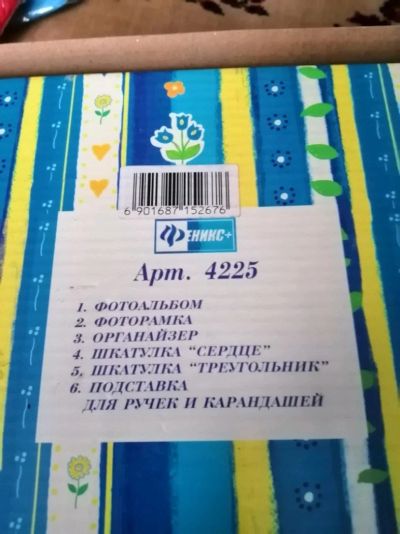 6 901687 152676
ФЕНИКС+
Арт. 4225
1. ФОТОАЛЬБОМ
2. ФОТОРАМКА
3. ОРГАНАЙЗЕР
4. ШКАТУЛКА "СЕРДЦЕ"
5. ШКАТУЛКА "ТРЕУГОЛЬНИК"
6. ПОДСТАВКА
ДЛЯ РУЧЕК И КАРАНДАШЕЙ